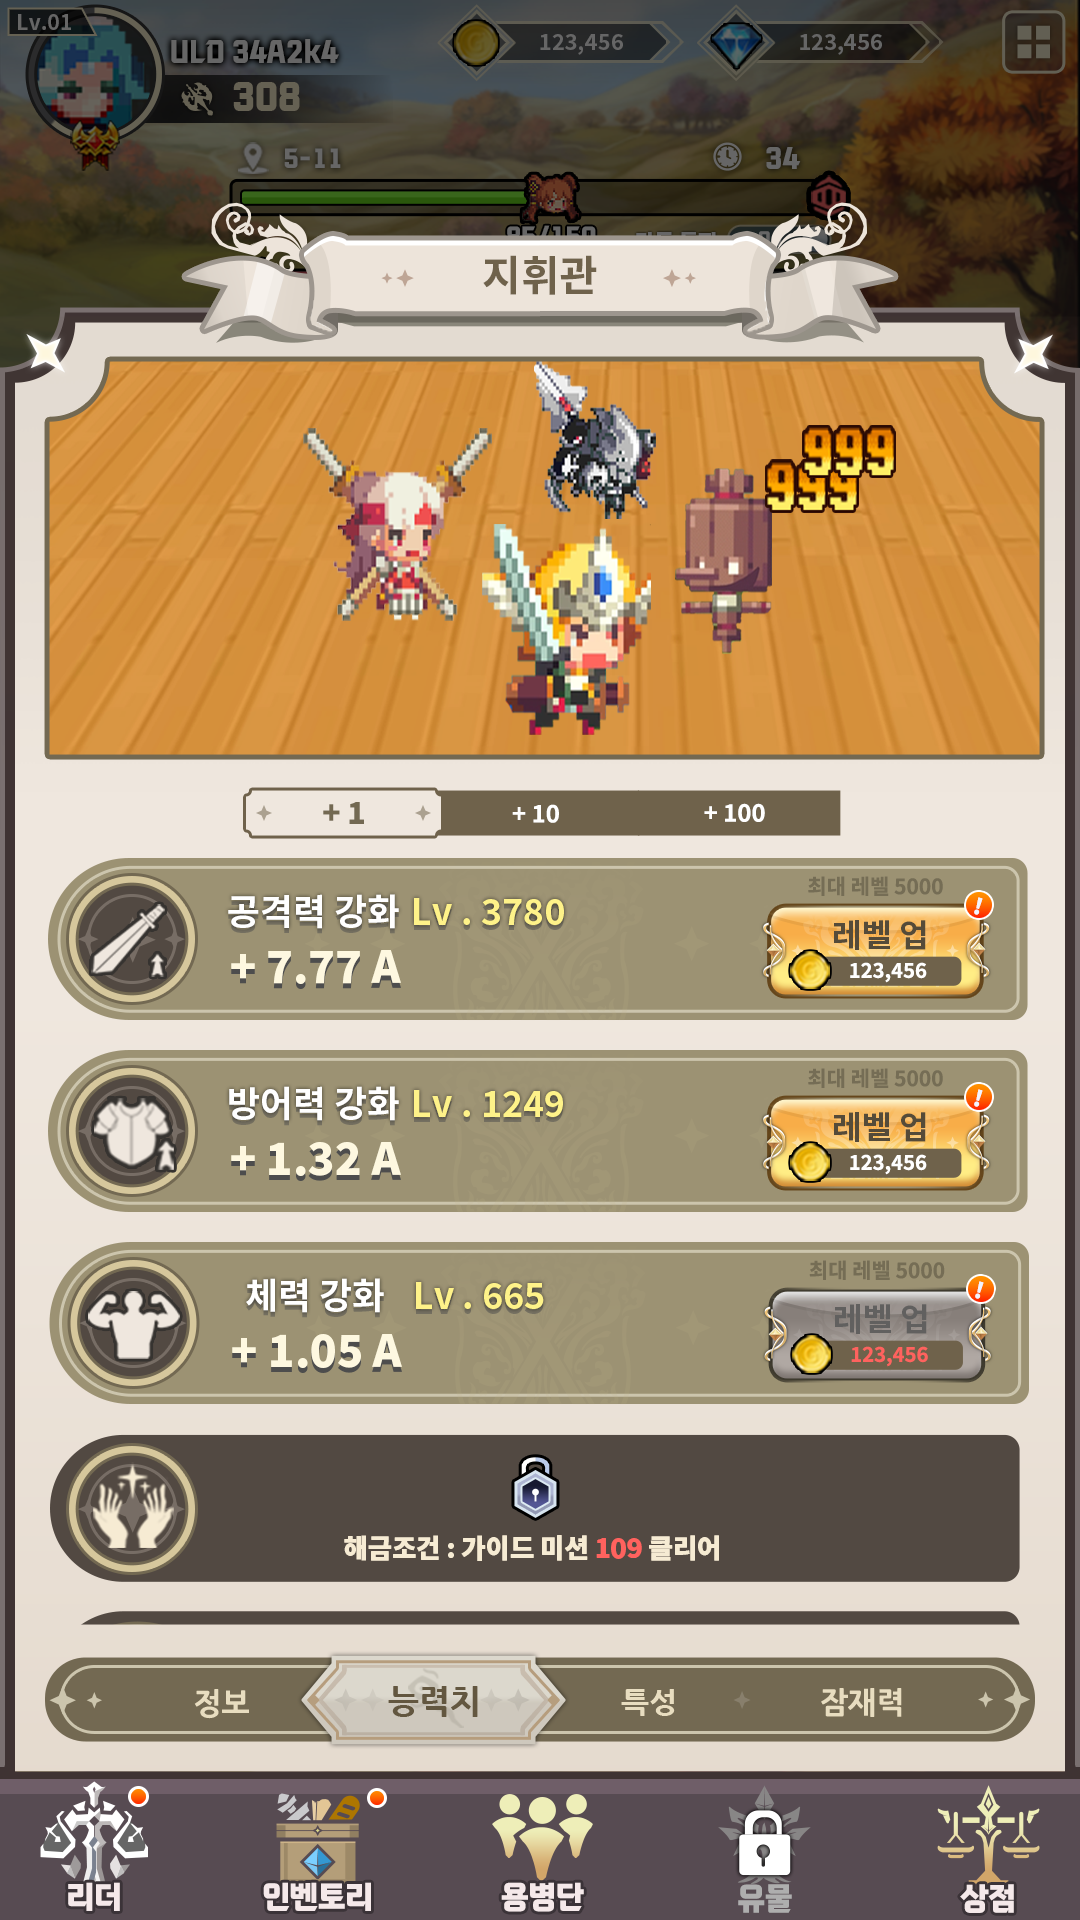 Lv.01
ULD 34A2k4
308
123,456
123,456
5-11
34
지휘관
999
999
+ 1
+ 10
+ 100
공격력 강화 Lv . 3780
+ 7.77 A
최대 레벨 5000
레벨 업
123,456
방어력 강화 Lv . 1249
+ 1.32 A
최대 레벨 5000
레벨 업
123,456
체력 강화 Lv . 665
+ 1.05 A
최대 레벨 5000
레벨 업
123,456
해금조건 : 가이드 미션 109 클리어
정보
능력치
특성
잠재력
리더
인벤토리
용병단
유물
상점